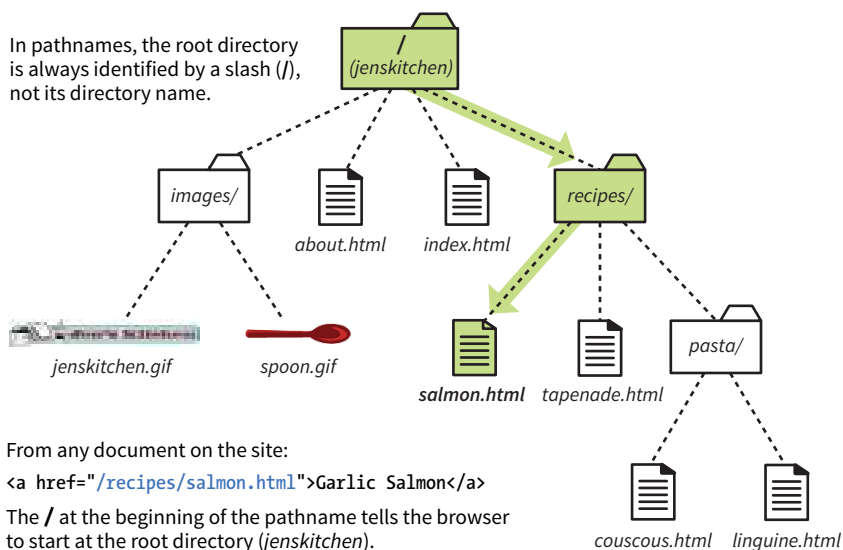 In pathnames, the root directory
is always identified by a slash (/),
not its directory name.
/
(jenskitchen)
images/
recipes/
about.html
index.html
jenskitchen.gif
spoon.gif
salmon.html
tapenade.html
pasta/
From any document on the site:
<a href="/recipes/salmon.html">Garlic Salmon</a>
The / at the beginning of the pathname tells the browser
to start at the root directory (jenskitchen).
couscous.html
linguine.html